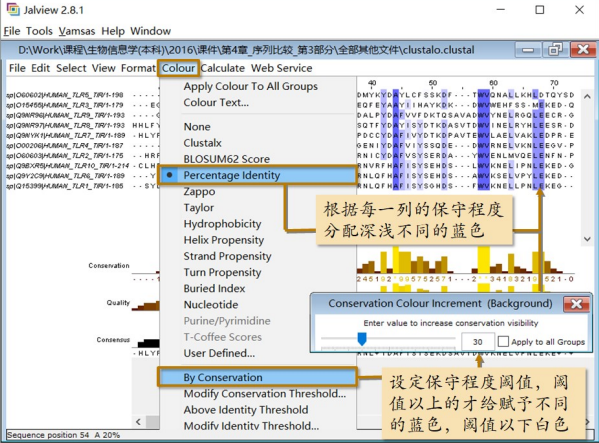 Jalview 2.8.1
File Tools Vamsas Help Window
D:\Work\课程\生物信息学(本科)\2016\课件\第4章_序列比较_第3部分\全部其他文件\clustalo.clustal
File Edit Select View Format Colour Calculate Web Service
Apply Colour To All Groups
Colour Text...
None
Clustalx
BLOSUM62 Score
Percentage Identity
Zappo
Taylor
Hydrophobicity
Helix Propensity
Strand Propensity
Turn Propensity
Buried Index
Nucleotide
Purine/Pyrimidine
T-Coffee Scores
User Defined...
By Conservation
Modify Conservation Threshold...
Above Identity Threshold
Modify Identity Threshold...
40 50 60 70
sp|O60602|HUMAN_TLR5_TIR/1-198
sp|O15455|HUMAN_TLR3_TIR/1-179
sp|Q9NR96|HUMAN_TLR9_TIR/1-193
sp|Q9NR97|HUMAN_TLR8_TIR/1-193
sp|O00206|HUMAN_TLR4_TIR/1-187
sp|O60603|HUMAN_TLR2_TIR/1-175
sp|Q9BXR5|HUMAN_TLR10_TIR/1-214
sp|Q9Y2C9|HUMAN_TLR6_TIR/1-186
sp|Q15399|HUMAN_TLR1_TIR/1-185
根据每一列的保守程度
分配深浅不同的蓝色
Conservation
Quality
Consensus
Conservation Colour Increment (Background)
Enter value to increase conservation visibility
30 Apply to all Groups
设定保守程度阈值，阈
值以上的才给赋予不同
的蓝色，阈值以下白色
Sequence position 54 A 20%